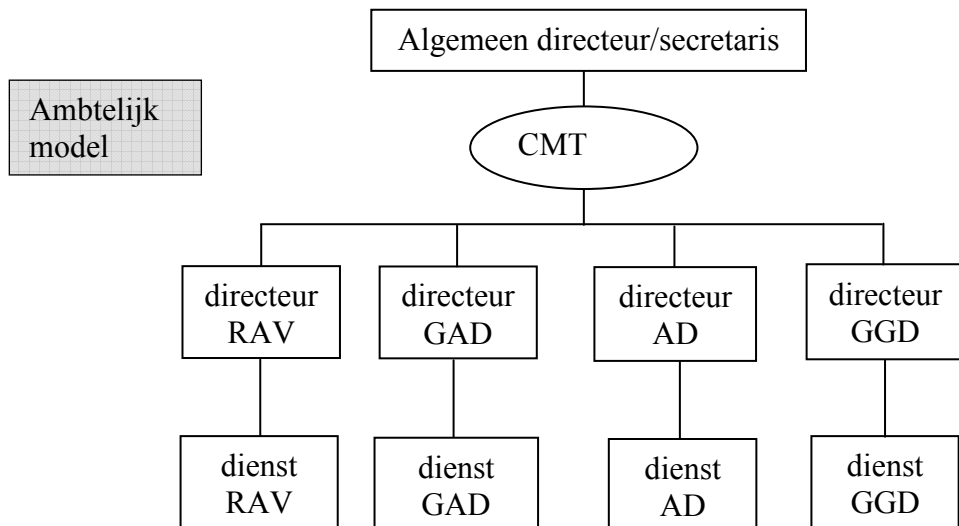 Algemeen directeur/secretaris
Ambtelijk
model
CMT
directeur
RAV
directeur
GAD
directeur
AD
directeur
GGD
dienst
RAV
dienst
GAD
dienst
AD
dienst
GGD